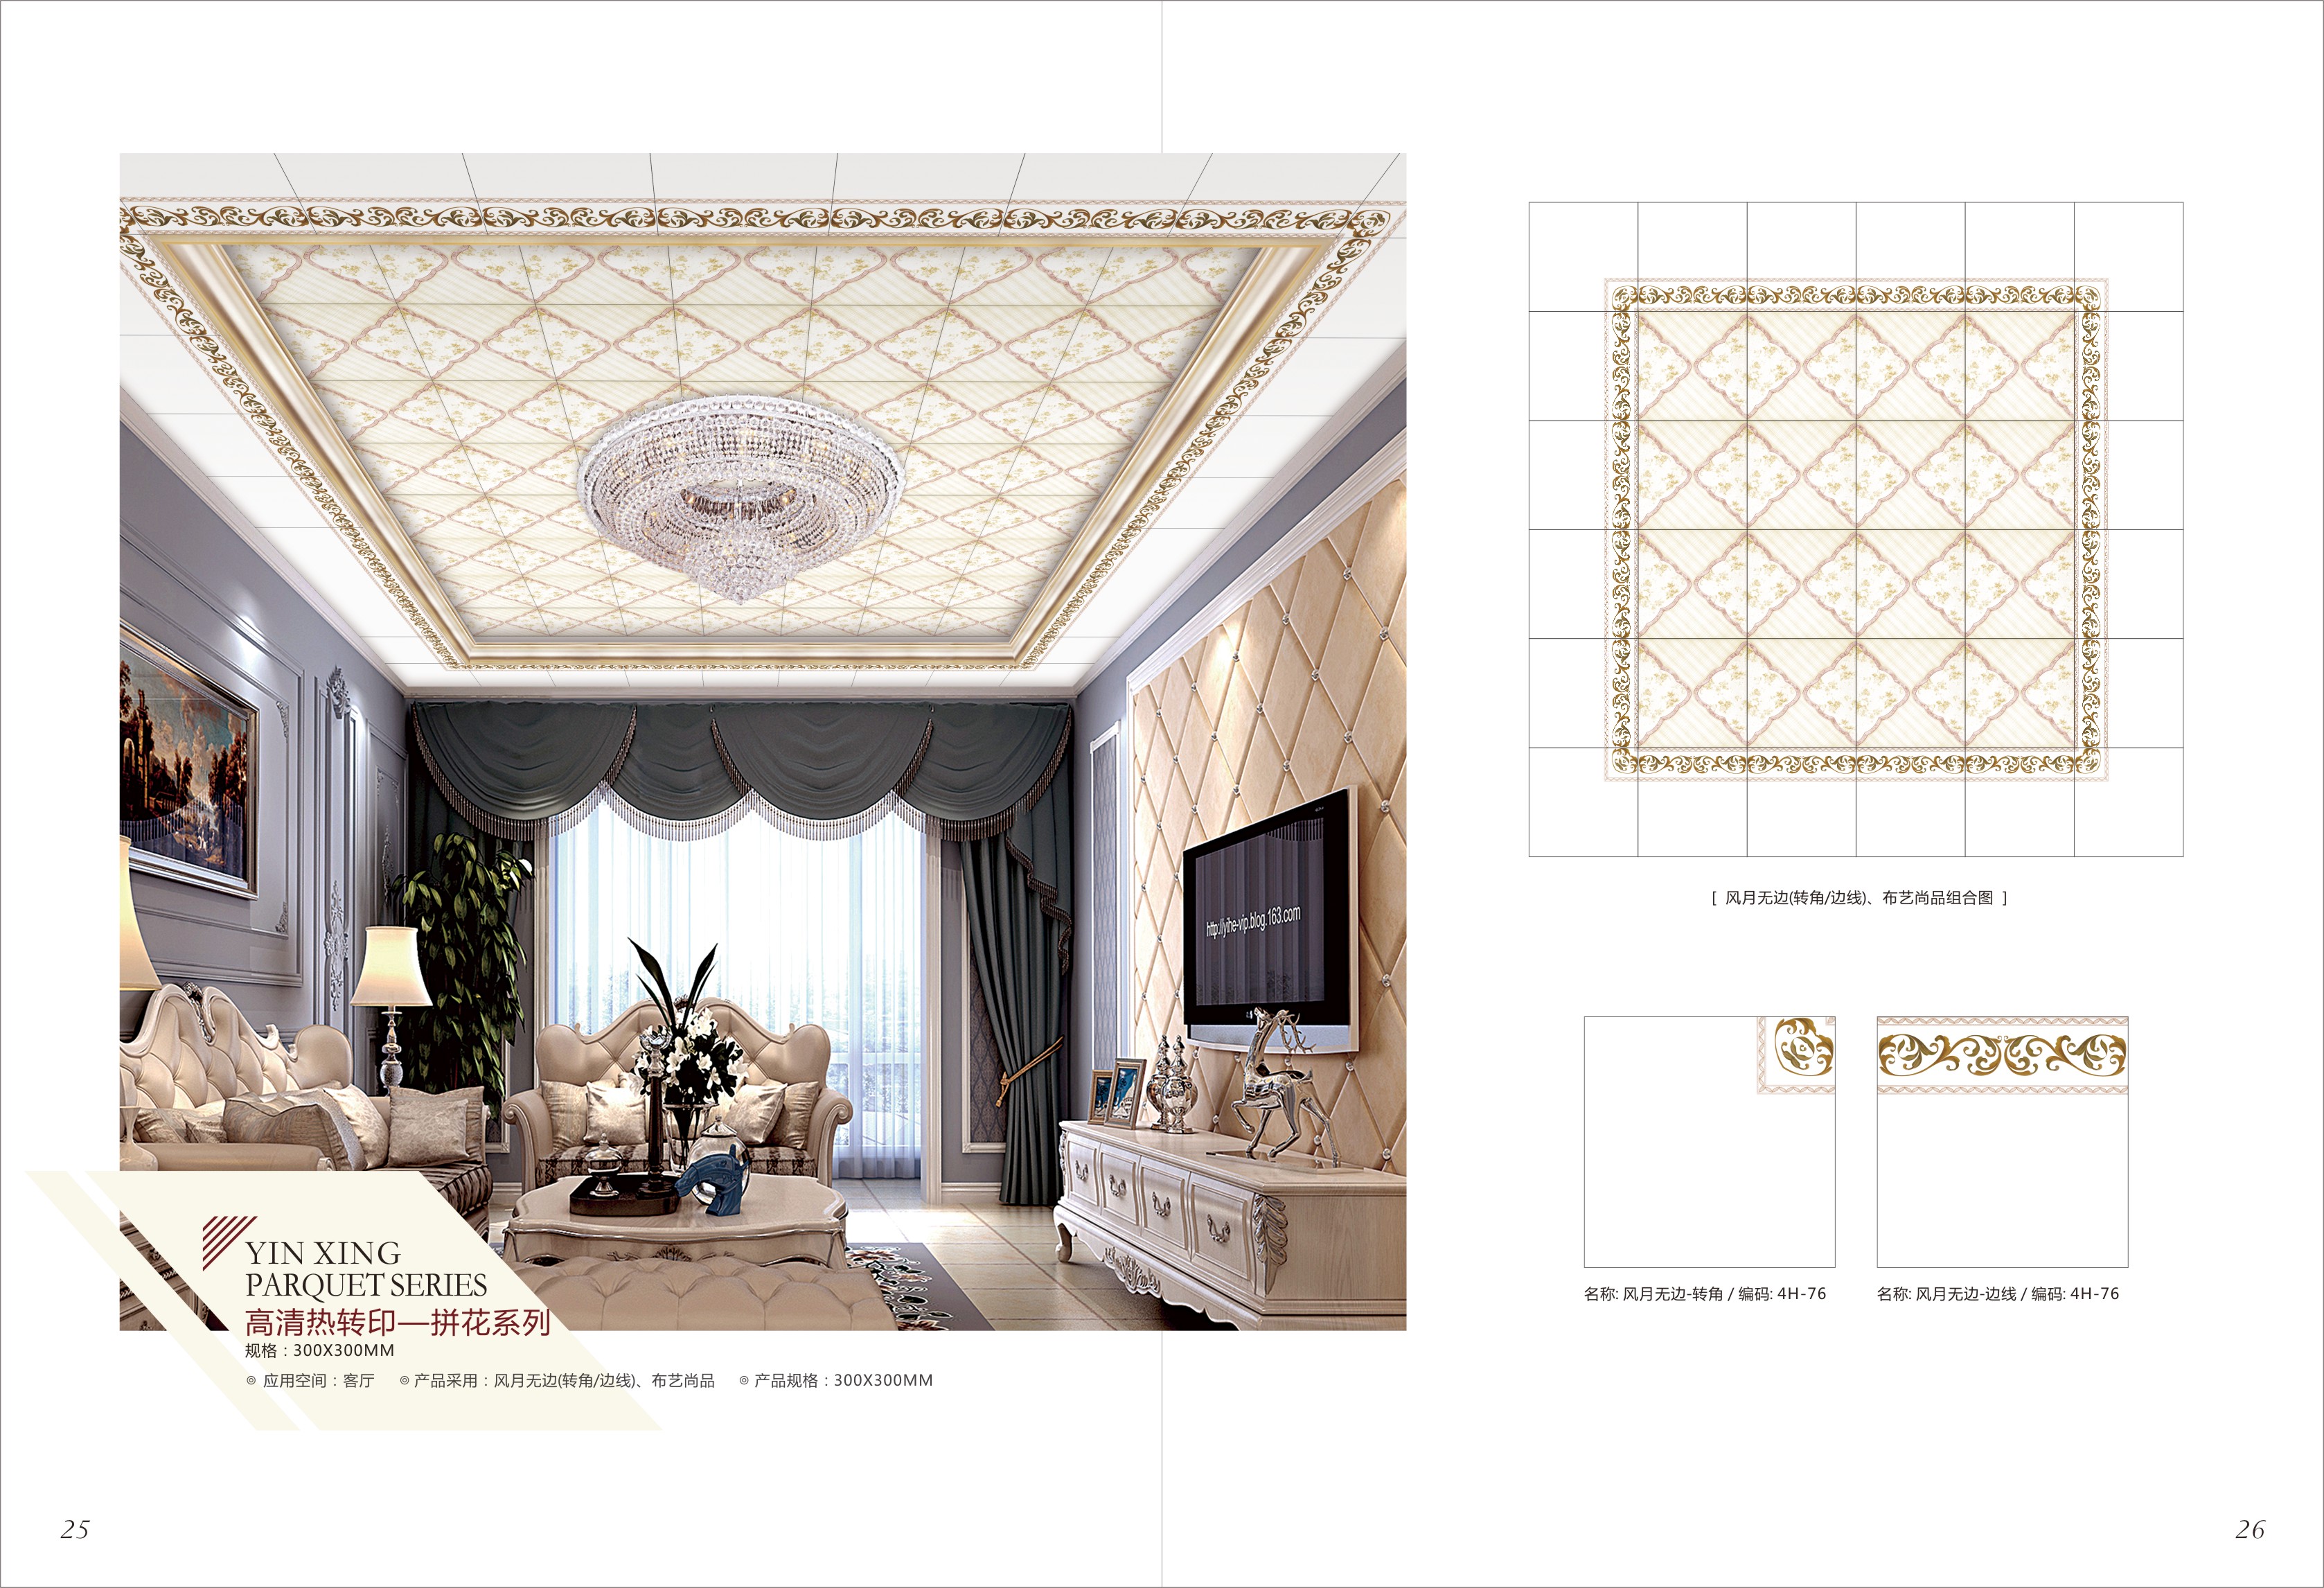 http://yihe-vip.blog.163.com
YIN XING
PARQUET SERIES
高清热转印—拼花系列
规格：300X300MM
◎ 应用空间：客厅 ◎ 产品采用：风月无边(转角/边线)、布艺尚品 ◎ 产品规格：300X300MM
25
[ 风月无边(转角/边线)、布艺尚品组合图 ]
名称: 风月无边-转角 / 编码: 4H-76
名称: 风月无边-边线 / 编码: 4H-76
26